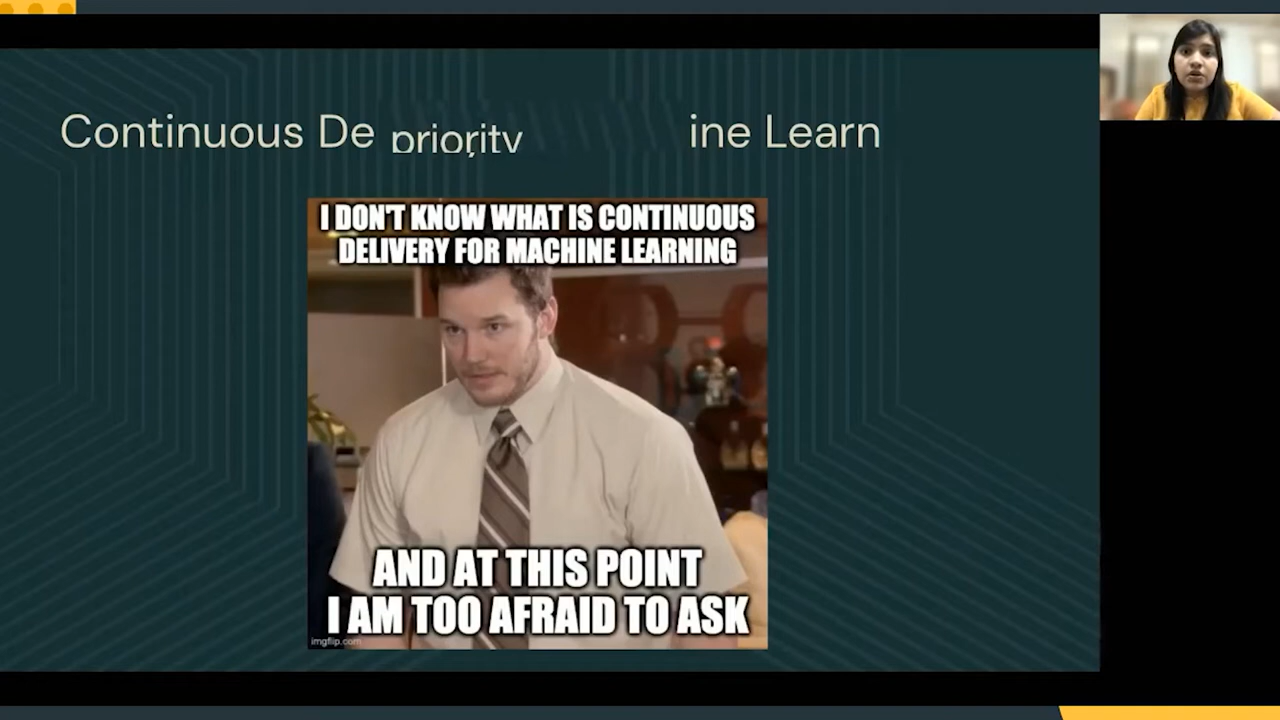 Continuous De priority ine Learn
I DON'T KNOW WHAT IS CONTINUOUS
DELIVERY FOR MACHINE LEARNING
AND AT THIS POINT
I AM TOO AFRAID TO ASK
imgflip.com